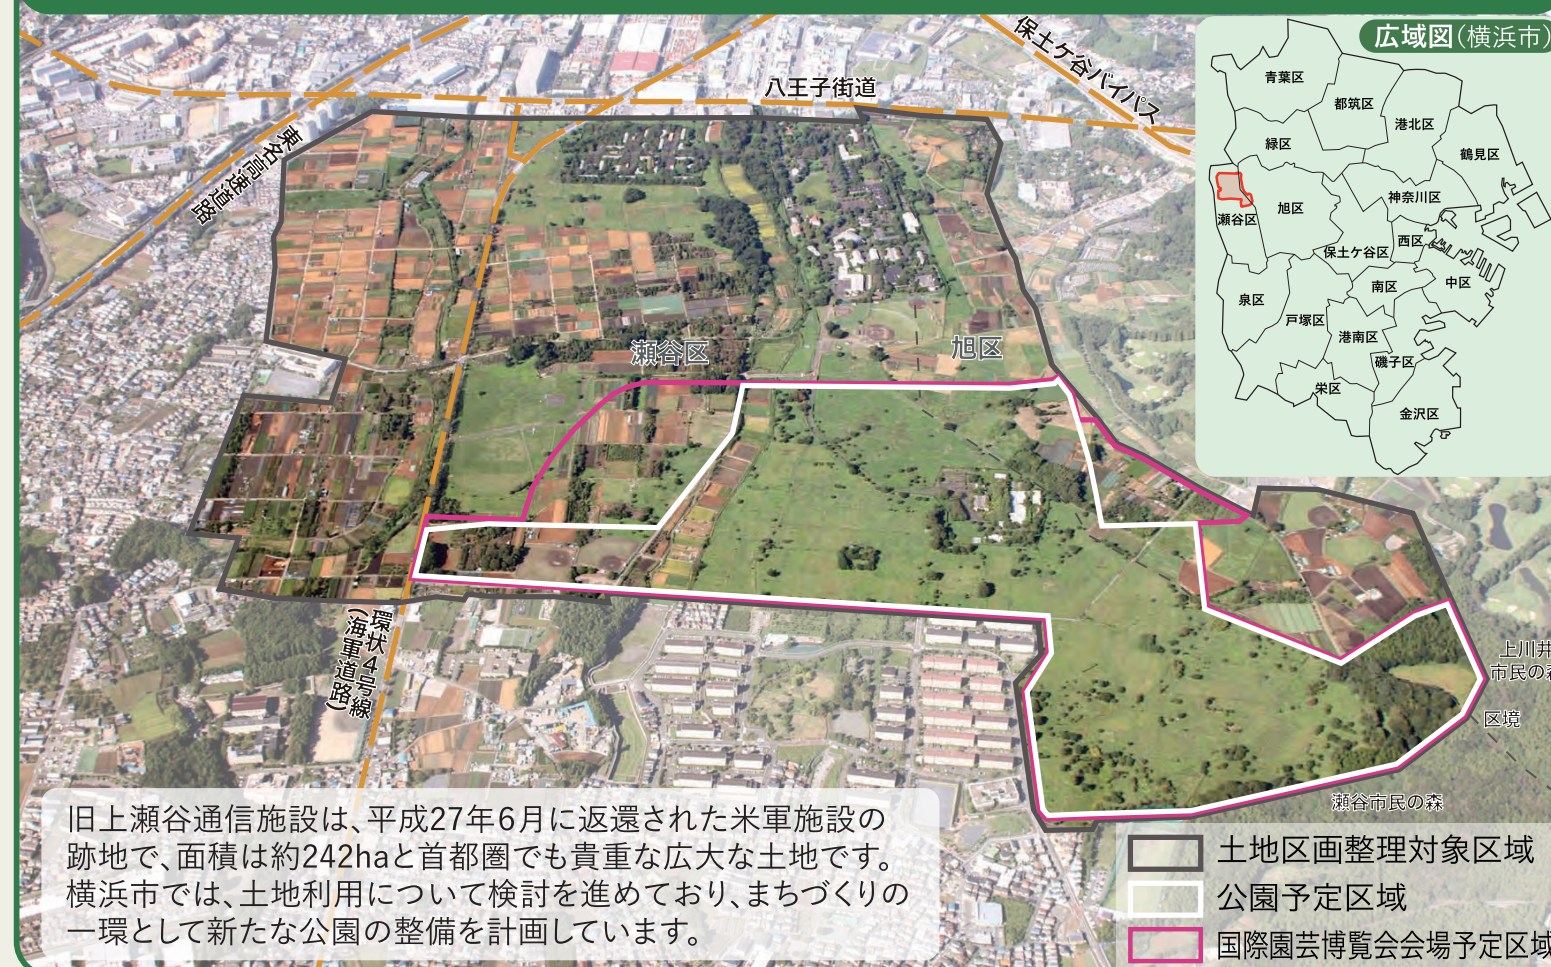 広域図(横浜市)
保土ケ谷バイパス
八王子街道
東名高速道路
青葉区
都筑区
港北区
緑区
鶴見区
神奈川区
旭区
瀬谷区
西区
保土ケ谷区
中区
南区
泉区
戸塚区
港南区
磯子区
栄区
金沢区
瀬谷区
旭区
環状4号線
(海軍道路)
上川井
市民の森
区境
瀬谷市民の森
旧上瀬谷通信施設は、平成27年6月に返還された米軍施設の
跡地で、面積は約242haと首都圏でも貴重な広大な土地です。
横浜市では、土地利用について検討を進めており、まちづくりの
一環として新たな公園の整備を計画しています。
土地区画整理対象区域
公園予定区域
国際園芸博覧会会場予定区域